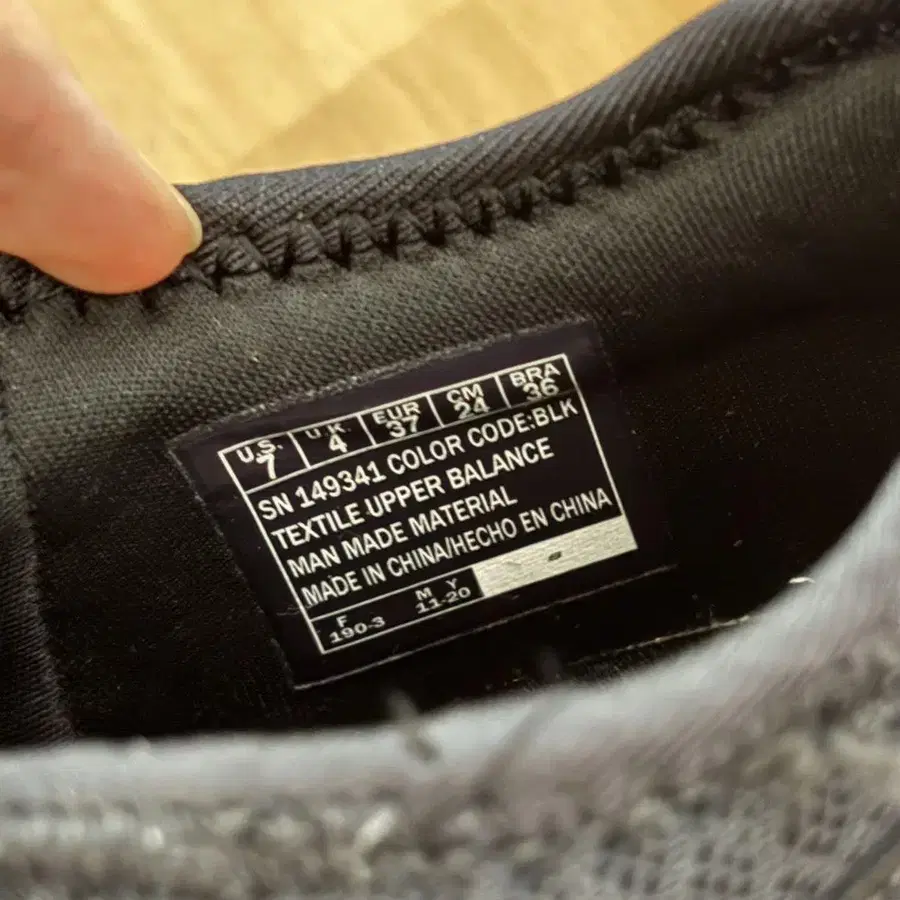 U.S. U.K. EUR CM BRA
7 4 37 24 36
SN 149341 COLOR CODE:BLK
TEXTILE UPPER BALANCE
MAN MADE MATERIAL
MADE IN CHINA/HECHO EN CHINA
F M Y
190-3 11-20